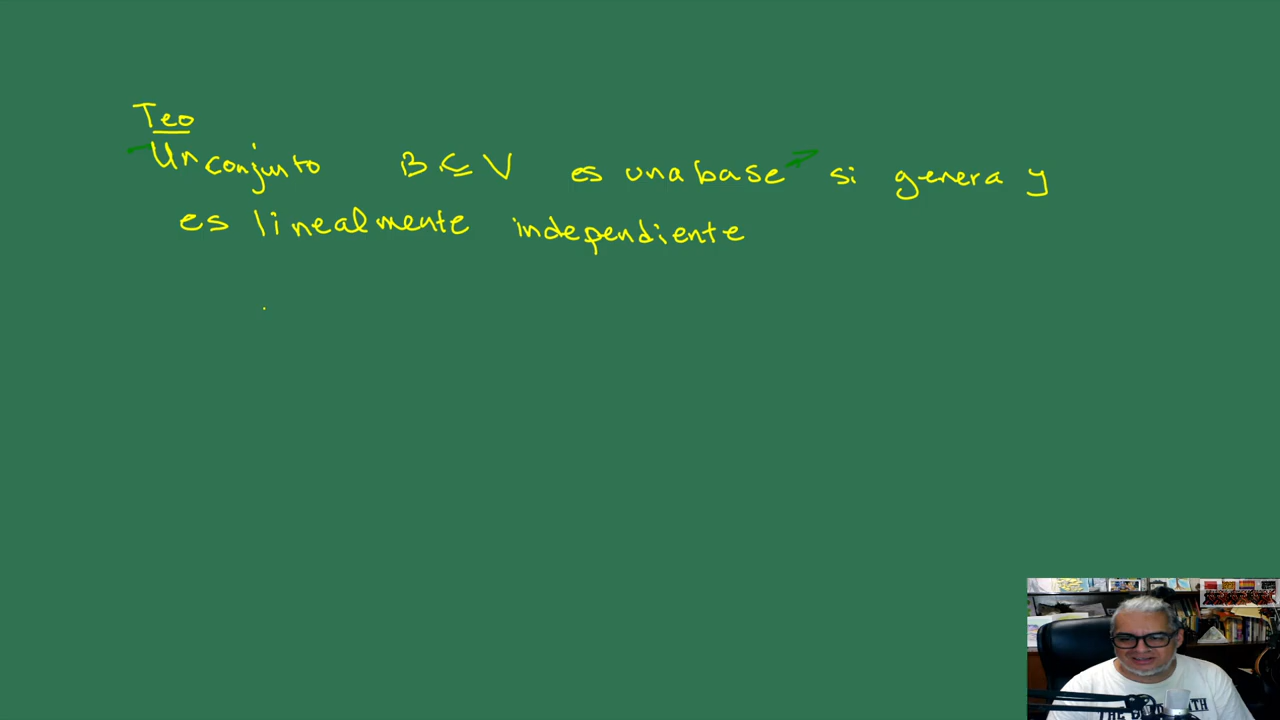 Teo
Un conjunto B ⊆ V es una base si genera y
es linealmente independiente